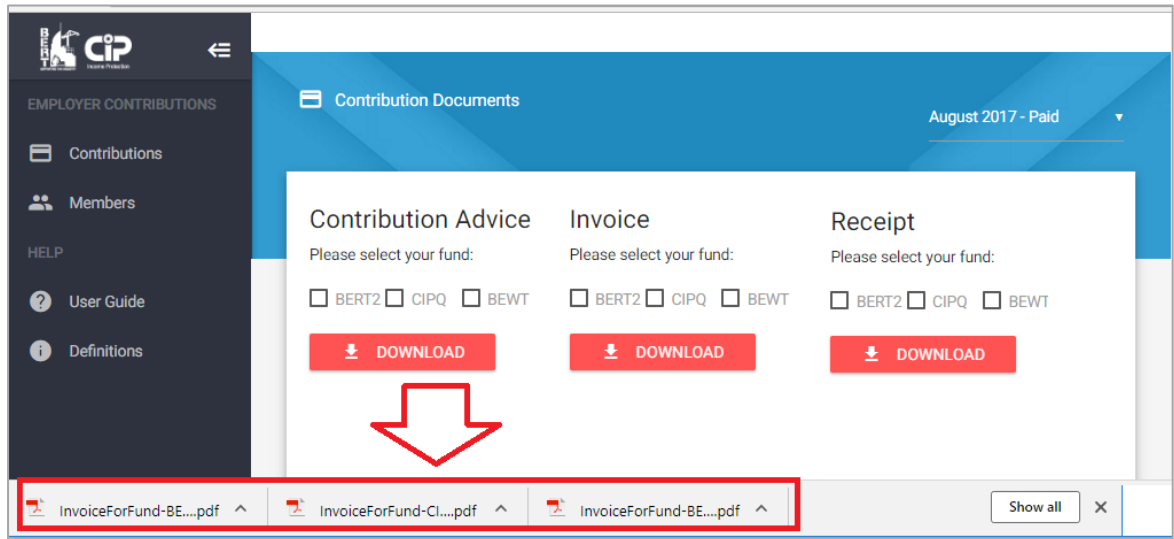 BERT
CiP
Income Protection
EMPLOYER CONTRIBUTIONS
Contributions
Members
HELP
User Guide
Definitions
Contribution Documents
August 2017 - Paid
Contribution Advice
Please select your fund:
BERT2 CIPQ BEWT
DOWNLOAD
Invoice
Please select your fund:
BERT2 CIPQ BEWT
DOWNLOAD
Receipt
Please select your fund:
BERT2 CIPQ BEWT
DOWNLOAD
InvoiceForFund-BE....pdf
InvoiceForFund-CI....pdf
InvoiceForFund-BE....pdf
Show all